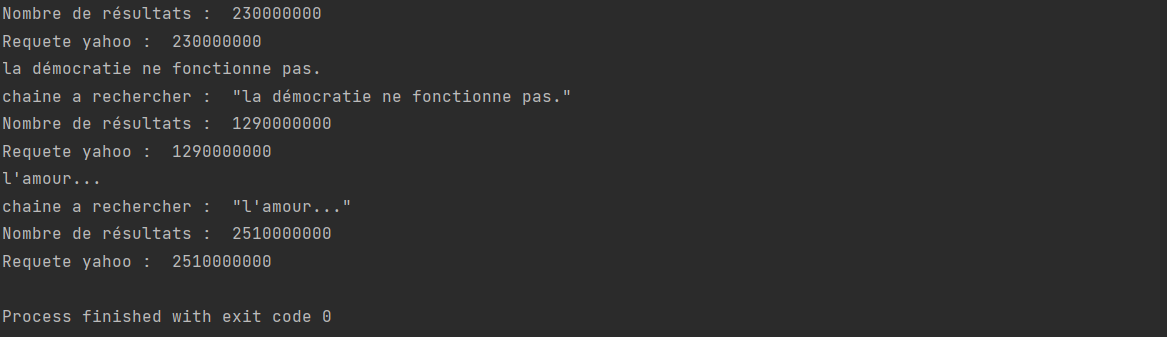 Nombre de résultats :  230000000
Requete yahoo :  230000000
la démocratie ne fonctionne pas.
chaine a rechercher :  "la démocratie ne fonctionne pas."
Nombre de résultats :  1290000000
Requete yahoo :  1290000000
l'amour...
chaine a rechercher :  "l'amour..."
Nombre de résultats :  2510000000
Requete yahoo :  2510000000
Process finished with exit code 0